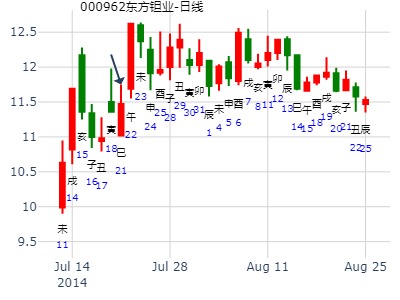 000962东方钽业-日线
12.5
12
11.5
11
10.5
10
9.5
未
11
戌
14
亥
15
子
16
丑
17
寅
18
巳
21
午
22
未
23
申
24
酉
25
子
28
丑
29
寅
30
卯
31
辰
1
未
4
申
5
酉
6
戌
7
亥
8
寅
11
卯
12
辰
13
巳
14
午
15
酉
18
戌
19
亥
20
子
21
丑
22
辰
25
Jul 14
2014
Jul 28
Aug 11
Aug 25